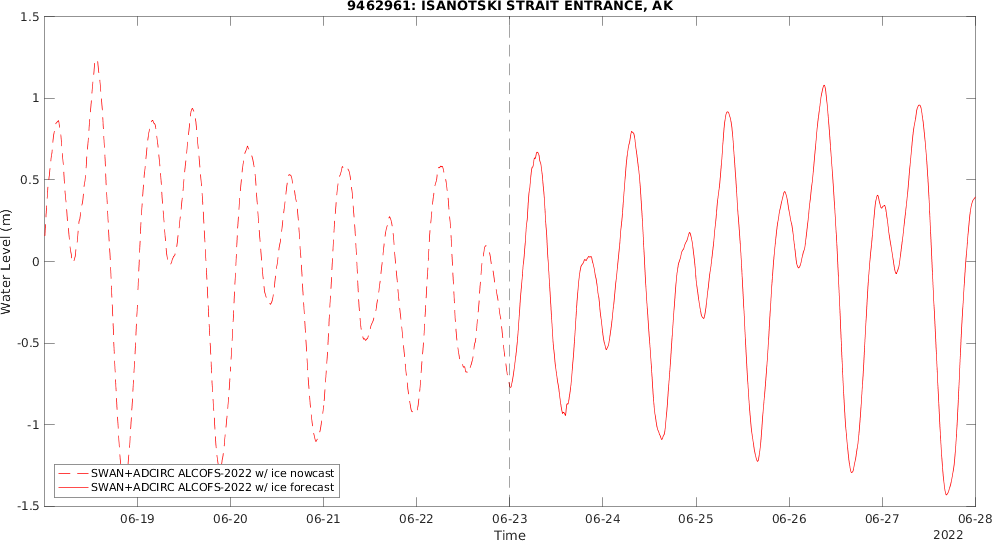 9462961: ISANOTSKI STRAIT ENTRANCE, AK
1.5
1
0.5
0
-0.5
-1
-1.5
Water Level (m)
SWAN+ADCIRC ALCOFS-2022 w/ ice nowcast
SWAN+ADCIRC ALCOFS-2022 w/ ice forecast
06-19 06-20 06-21 06-22 06-23 06-24 06-25 06-26 06-27 06-28
Time
2022